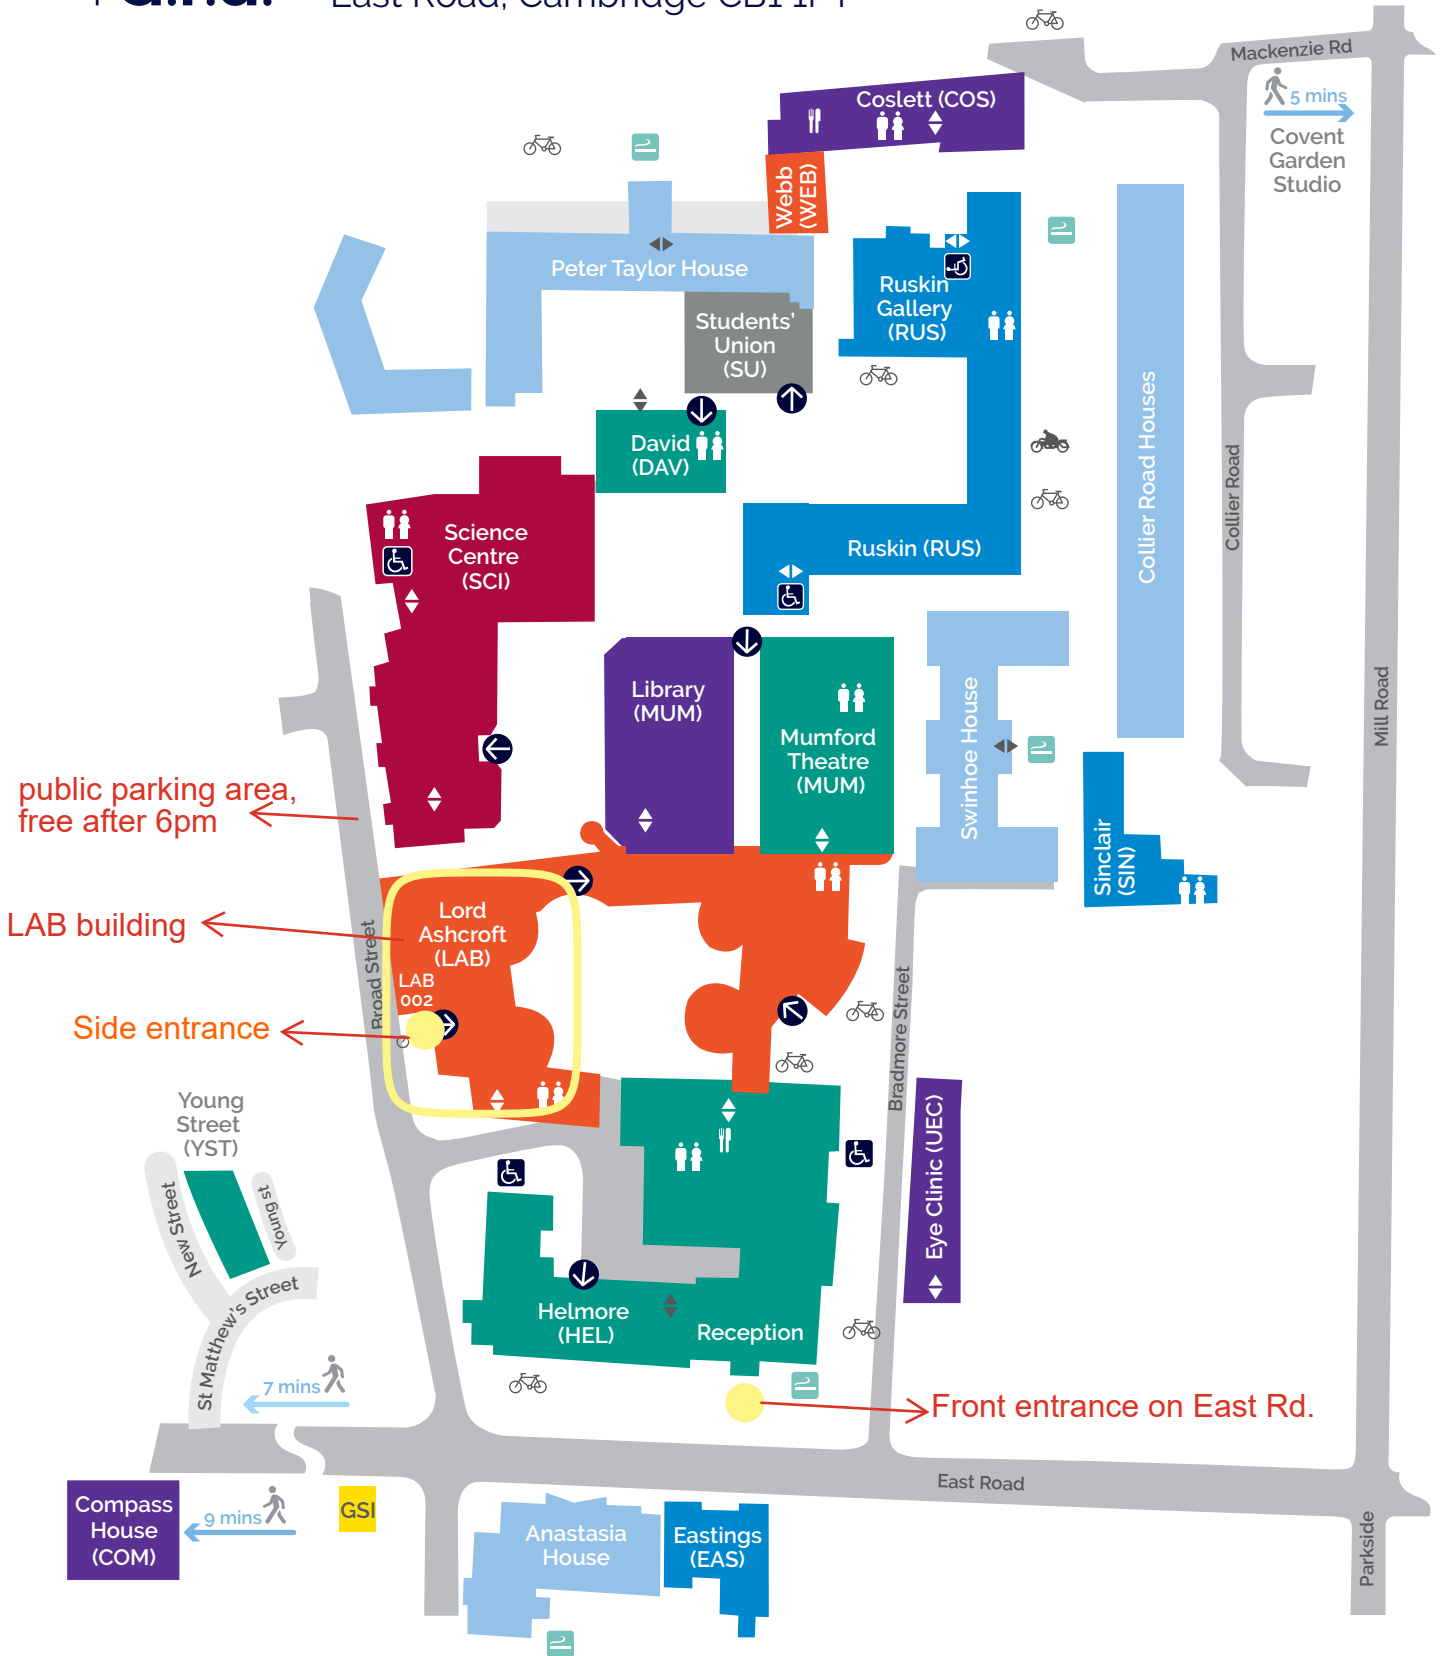 a.r.u.
East Road, Cambridge CB1 1PT
Mackenzie Rd
5 mins
Covent
Garden
Studio
Coslett (COS)
Webb
(WEB)
Peter Taylor House
Ruskin
Gallery
(RUS)
Students'
Union
(SU)
David
(DAV)
Collier Road Houses
Collier Road
Mill Road
Science
Centre
(SCI)
Ruskin (RUS)
Library
(MUM)
Mumford
Theatre
(MUM)
Swinhoe House
Sinclair
(SIN)
public parking area,
free after 6pm
LAB building
Lord
Ashcroft
(LAB)
LAB
002
Broad Street
Side entrance
Bradmore Street
Young
Street
(YST)
New Street
Young st
St Matthew's Street
Eye Clinic (UEC)
Helmore
(HEL)
Reception
7 mins
Front entrance on East Rd.
East Road
Compass
House
(COM)
9 mins
GSI
Anastasia
House
Eastings
(EAS)
Parkside